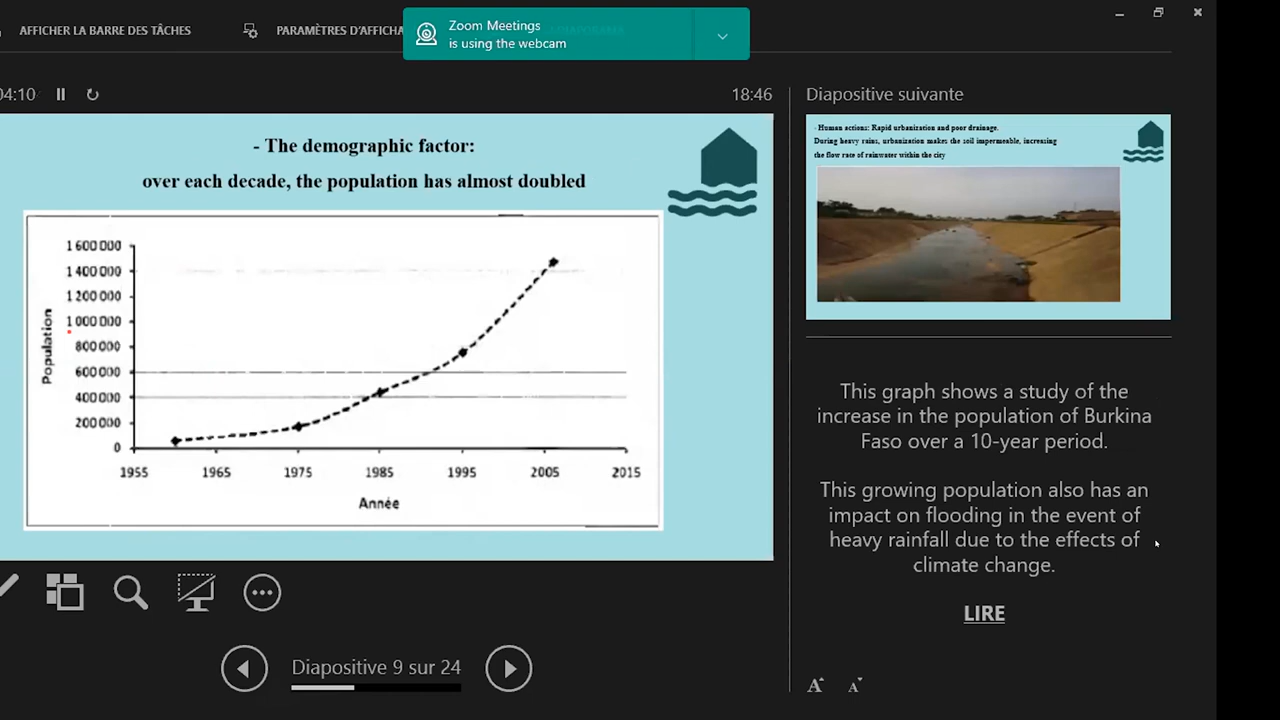 AFFICHER LA BARRE DES TÂCHES
PARAMÈTRES D'AFFICHA
Zoom Meetings
is using the webcam
04:10
18:46
- The demographic factor:
over each decade, the population has almost doubled
Population
1 600 000
1 400 000
1 200 000
1 000 000
800 000
600 000
400 000
200 000
0
1955 1965 1975 1985 1995 2005 2015
Année
Diapositive 9 sur 24
Diapositive suivante
- Human actions: Rapid urbanization and poor drainage.
During heavy rains, urbanization makes the soil impermeable, increasing
the flow rate of rainwater within the city
This graph shows a study of the
increase in the population of Burkina
Faso over a 10-year period.
This growing population also has an
impact on flooding in the event of
heavy rainfall due to the effects of
climate change.
LIRE
A A